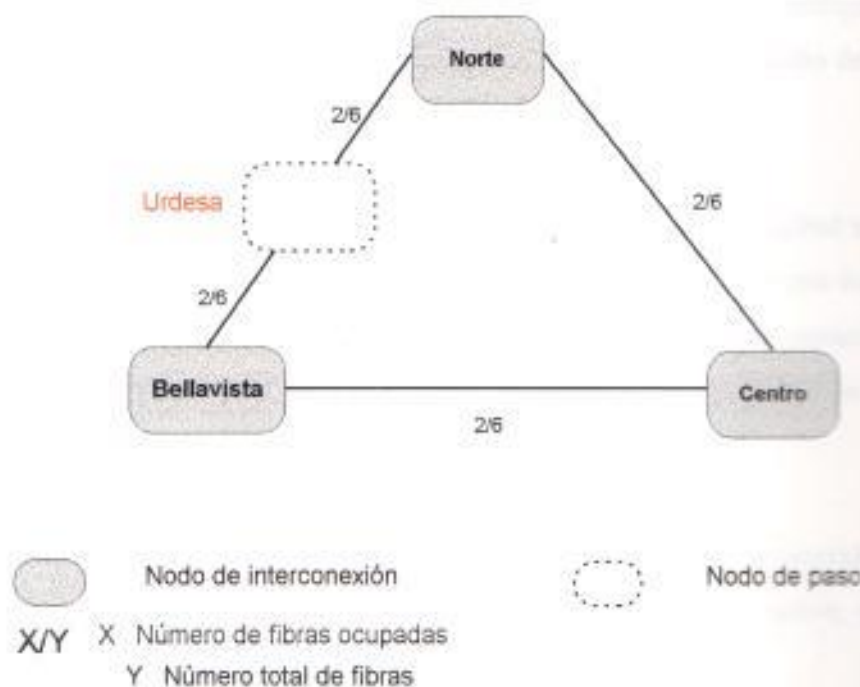 Norte
2/6
Urdesa
2/6
2/6
Bellavista
Centro
2/6
Nodo de interconexión
Nodo de paso
X/Y X Número de fibras ocupadas
Y Número total de fibras